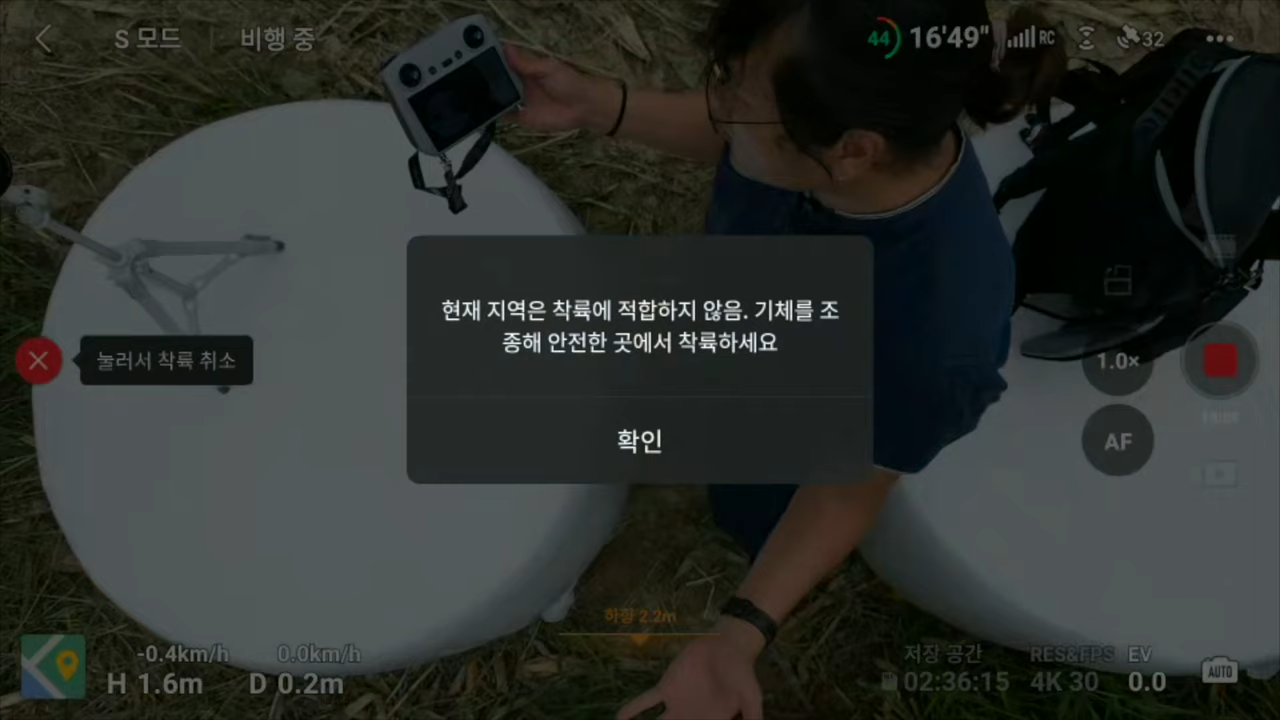 S 모드
비행 중
44
16'49"
RC
32
현재 지역은 착륙에 적합하지 않음. 기체를 조
종해 안전한 곳에서 착륙하세요
확인
눌러서 착륙 취소
1.0×
AF
하향 2.2m
-0.4km/h
0.0km/h
H 1.6m
D 0.2m
저장 공간
RES&FPS
EV
02:36:15
4K 30
0.0
AUTO